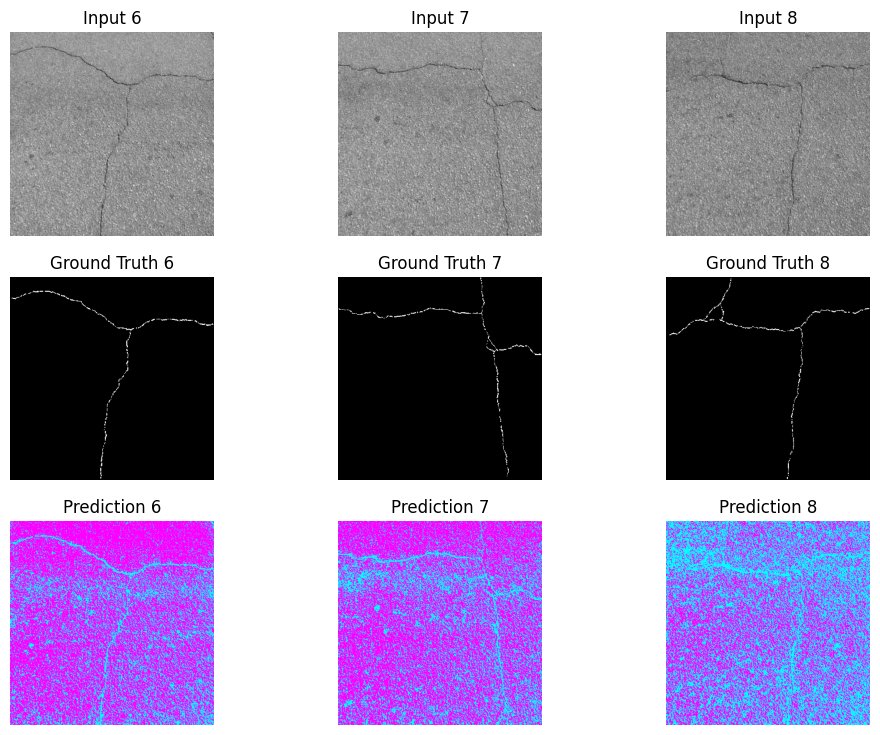 Input 6
Input 7
Input 8
Ground Truth 6
Ground Truth 7
Ground Truth 8
Prediction 6
Prediction 7
Prediction 8